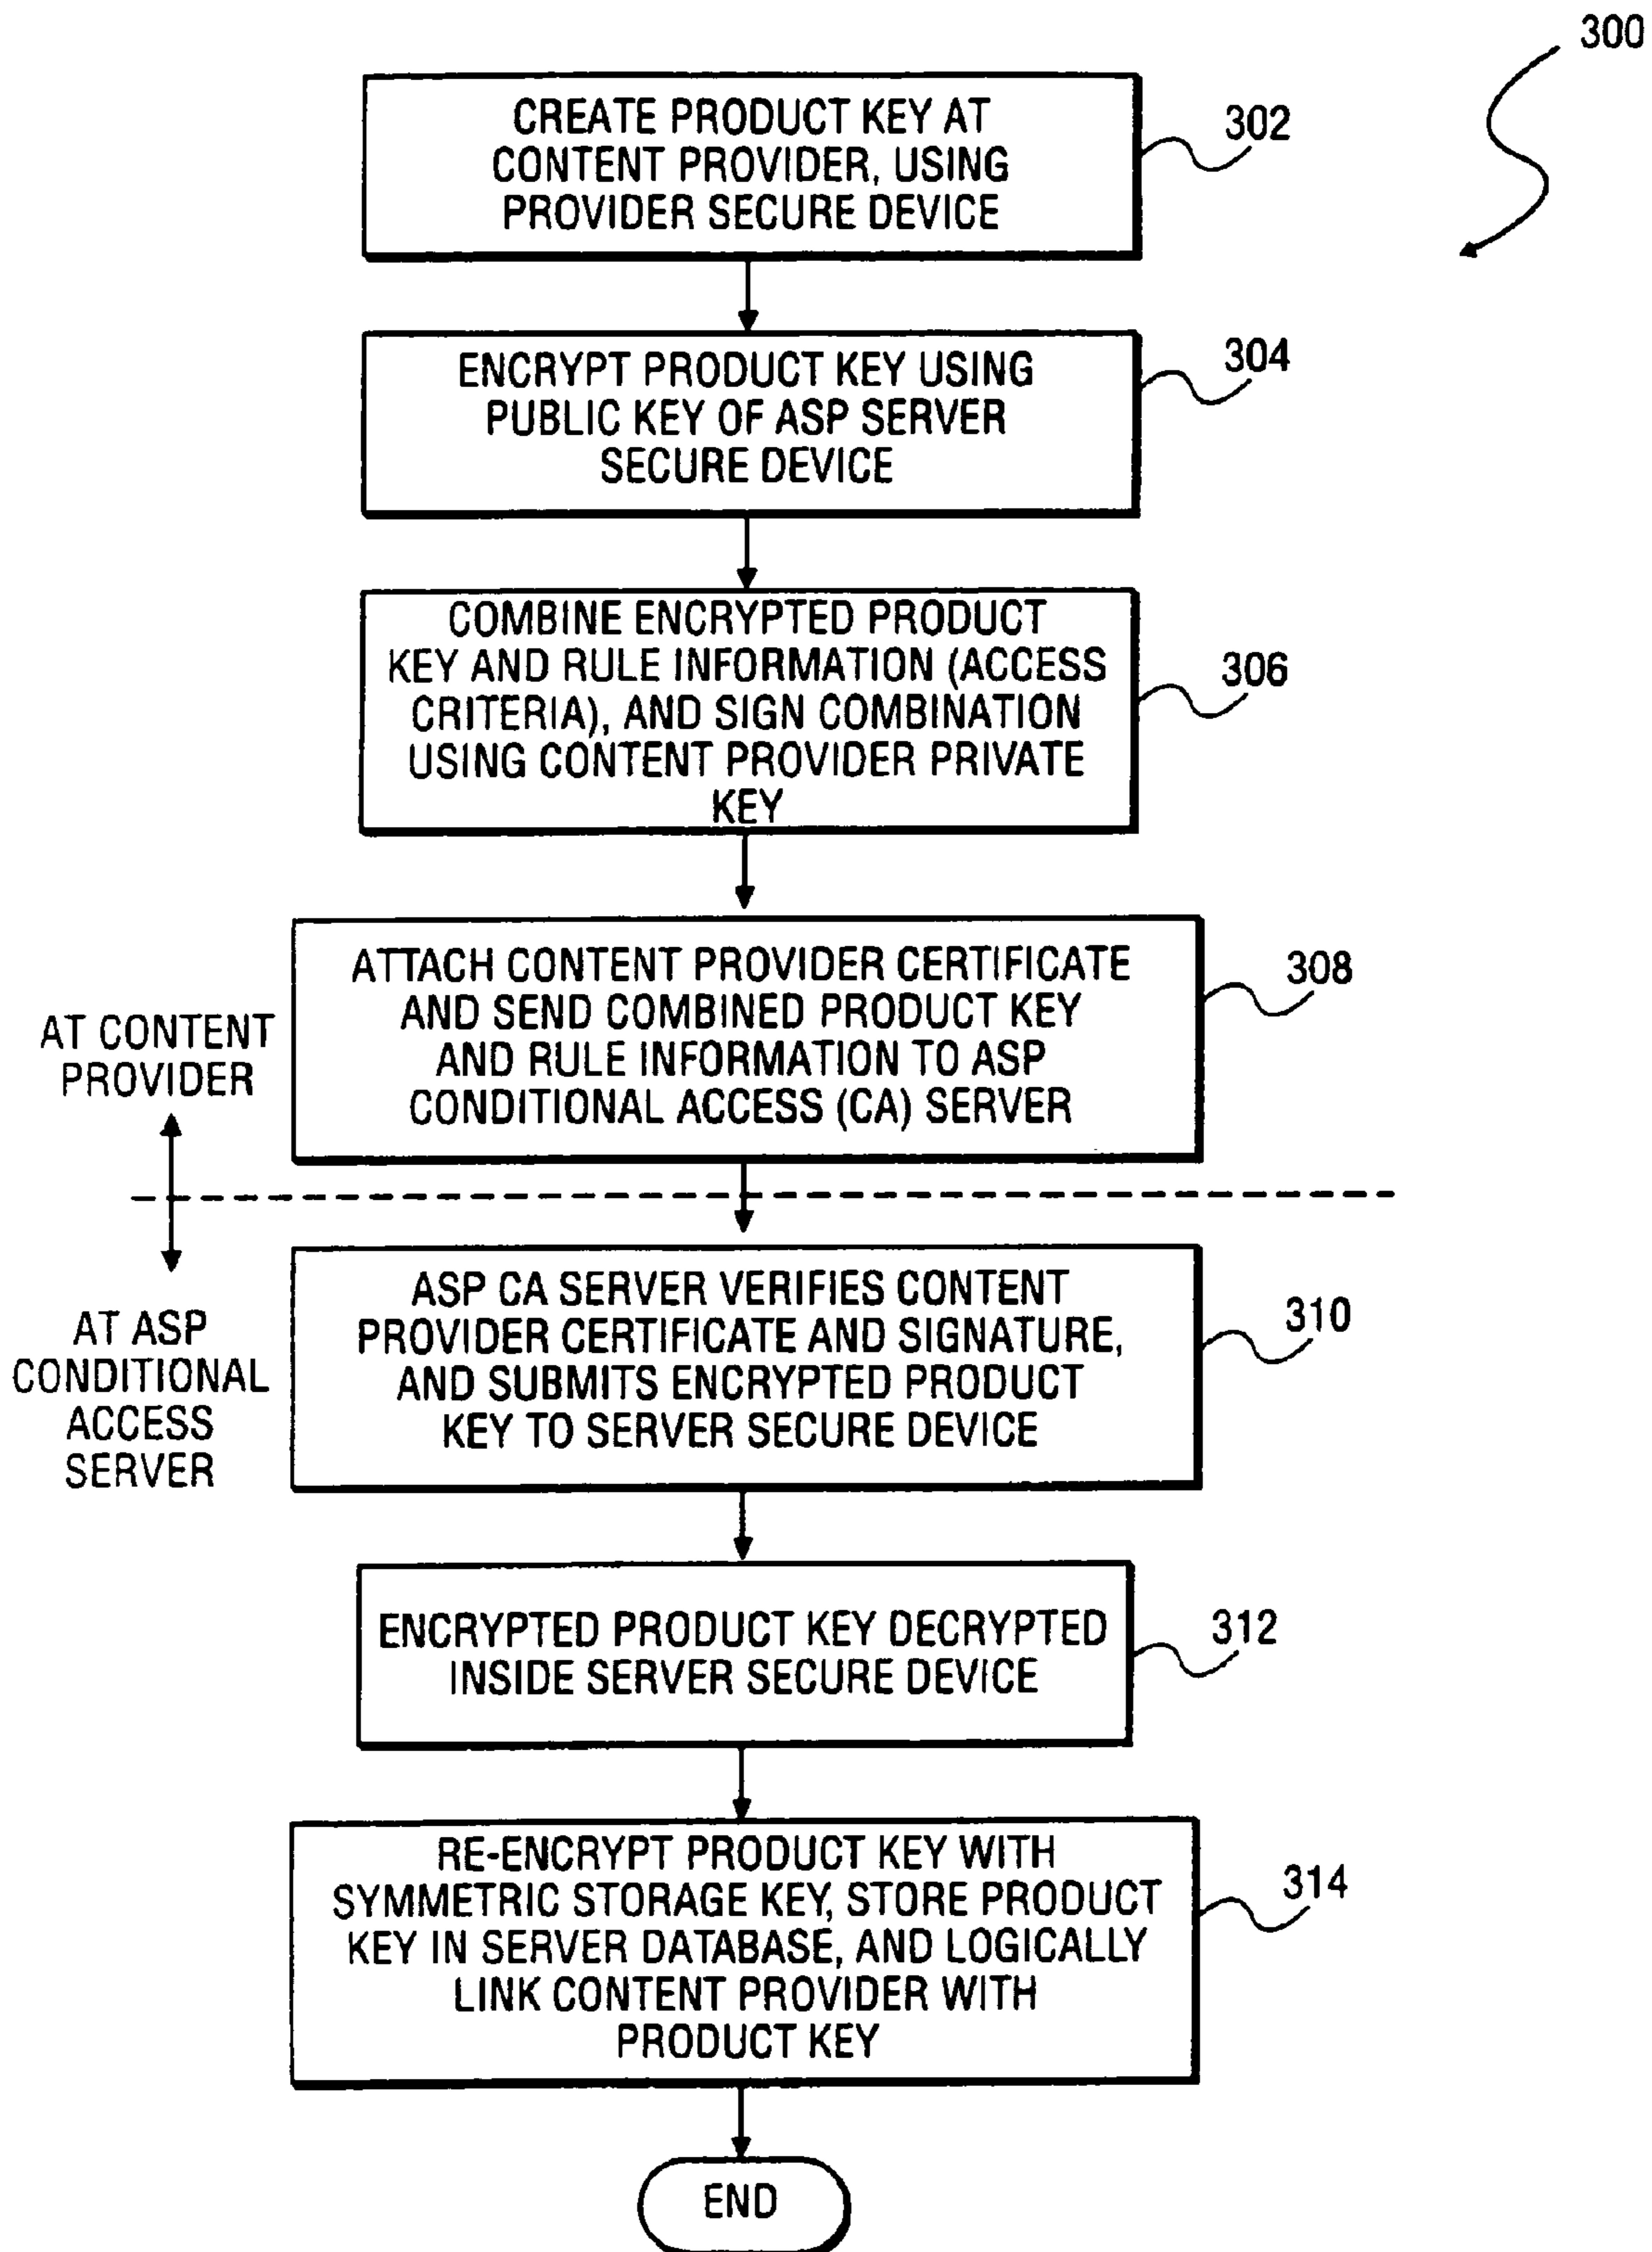 300
CREATE PRODUCT KEY AT
CONTENT PROVIDER, USING
PROVIDER SECURE DEVICE
302
ENCRYPT PRODUCT KEY USING
PUBLIC KEY OF ASP SERVER
SECURE DEVICE
304
COMBINE ENCRYPTED PRODUCT
KEY AND RULE INFORMATION (ACCESS
CRITERIA), AND SIGN COMBINATION
USING CONTENT PROVIDER PRIVATE
KEY
306
ATTACH CONTENT PROVIDER CERTIFICATE
AND SEND COMBINED PRODUCT KEY
AND RULE INFORMATION TO ASP
CONDITIONAL ACCESS (CA) SERVER
308
AT CONTENT
PROVIDER
AT ASP
CONDITIONAL
ACCESS
SERVER
ASP CA SERVER VERIFIES CONTENT
PROVIDER CERTIFICATE AND SIGNATURE,
AND SUBMITS ENCRYPTED PRODUCT
KEY TO SERVER SECURE DEVICE
310
ENCRYPTED PRODUCT KEY DECRYPTED
INSIDE SERVER SECURE DEVICE
312
RE-ENCRYPT PRODUCT KEY WITH
SYMMETRIC STORAGE KEY, STORE PRODUCT
KEY IN SERVER DATABASE, AND LOGICALLY
LINK CONTENT PROVIDER WITH
PRODUCT KEY
314
END